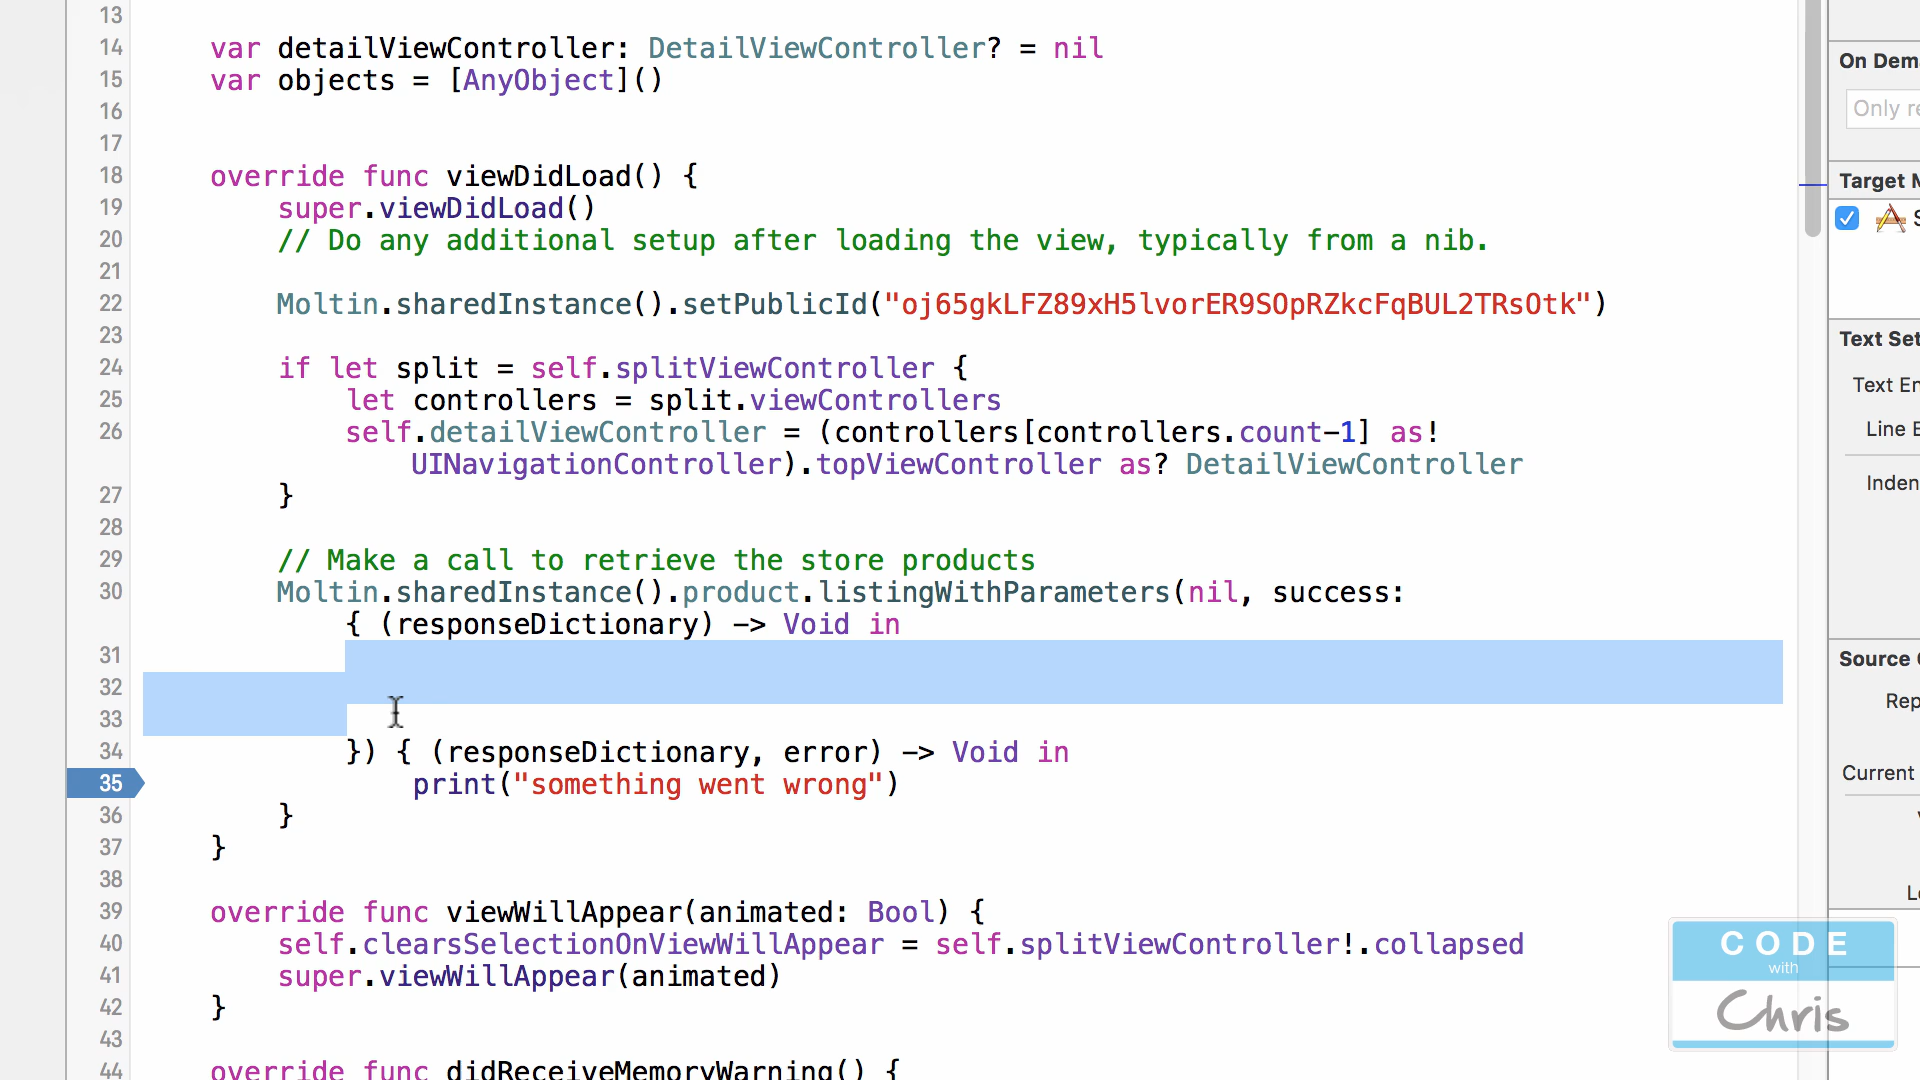 13
14 var detailViewController: DetailViewController? = nil
15 var objects = [AnyObject]()
16
17
18 override func viewDidLoad() {
19 super.viewDidLoad()
20 // Do any additional setup after loading the view, typically from a nib.
21
22 Moltin.sharedInstance().setPublicId("oj65gkLFZ89xH5lvorER9SOpRZkcFqBUL2TRsOtk")
23
24 if let split = self.splitViewController {
25 let controllers = split.viewControllers
26 self.detailViewController = (controllers[controllers.count-1] as!
UINavigationController).topViewController as? DetailViewController
27 }
28
29 // Make a call to retrieve the store products
30 Moltin.sharedInstance().product.listingWithParameters(nil, success:
{ (responseDictionary) -> Void in
31
32
33
34 }) { (responseDictionary, error) -> Void in
35 print("something went wrong")
36 }
37 }
38
39 override func viewWillAppear(animated: Bool) {
40 self.clearsSelectionOnViewWillAppear = self.splitViewController!.collapsed
41 super.viewWillAppear(animated)
42 }
43
44 override func didReceiveMemoryWarning() {
On Dem
Only re
Target M
S
Text Set
Text En
Line E
Inden
Source
Rep
Current
CODE
with
Chris